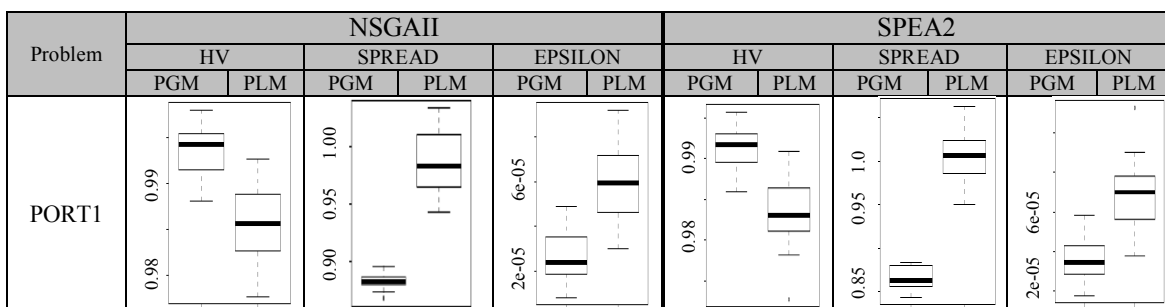 Problem NSGAII SPEA2
HV SPREAD EPSILON HV SPREAD EPSILON
PGM PLM PGM PLM PGM PLM PGM PLM PGM PLM PGM PLM
PORT1
0.99
0.98
1.00
0.95
0.90
6e-05
2e-05
0.99
0.98
1.0
0.95
0.85
6e-05
2e-05